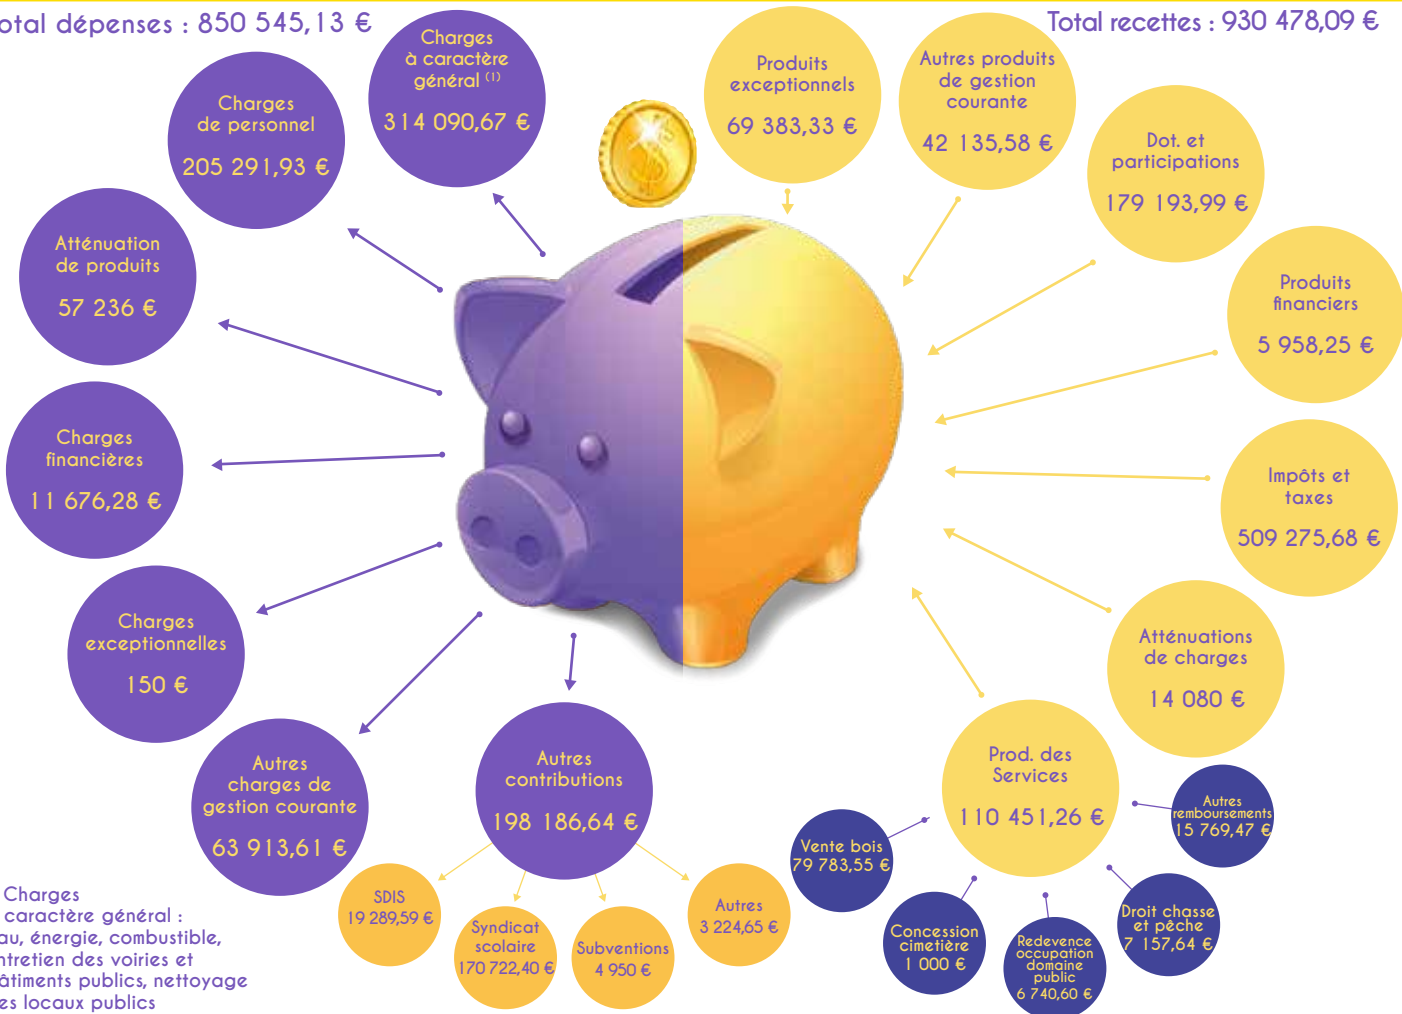 otal dépenses : 850 545,13 €
Total recettes : 930 478,09 €
Charges
à caractère
général (1)
314 090,67 €
Charges
de personnel
205 291,93 €
Atténuation
de produits
57 236 €
Charges
financières
11 676,28 €
Charges
exceptionnelles
150 €
Autres
charges de
gestion courante
63 913,61 €
Autres
contributions
198 186,64 €
SDIS
19 289,59 €
Syndicat
scolaire
170 722,40 €
Subventions
4 950 €
Autres
3 224,65 €
Charges
caractère général :
au, énergie, combustible,
ntretien des voiries et
âtiments publics, nettoyage
es locaux publics
Produits
exceptionnels
69 383,33 €
Autres produits
de gestion
courante
42 135,58 €
Dot. et
participations
179 193,99 €
Produits
financiers
5 958,25 €
Impôts et
taxes
509 275,68 €
Atténuations
de charges
14 080 €
Prod. des
Services
110 451,26 €
Vente bois
79 783,55 €
Concession
cimetière
1 000 €
Redevence
occupation
domaine
public
6 740,60 €
Droit chasse
et pêche
7 157,64 €
Autres
remboursements
15 769,47 €